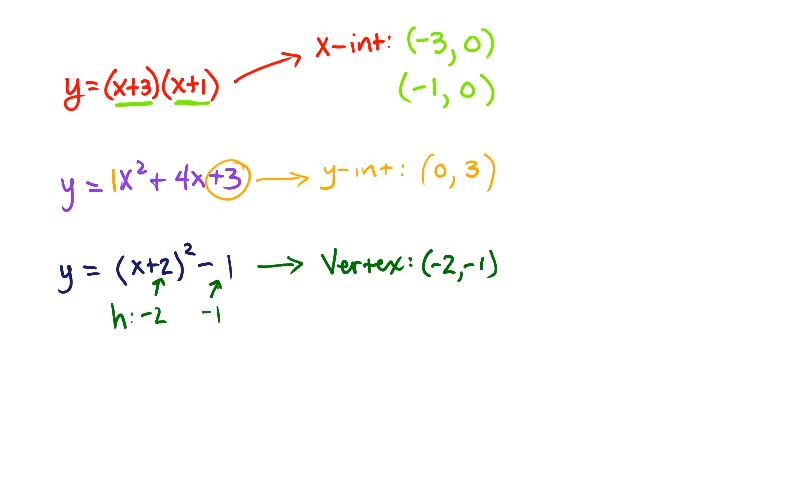 y = (x+3)(x+1) → x-int: (-3, 0)
(-1, 0)
y = 1x² + 4x +3 → y-int: (0, 3)
y = (x+2)² - 1 → Vertex: (-2, -1)
h: -2 -1